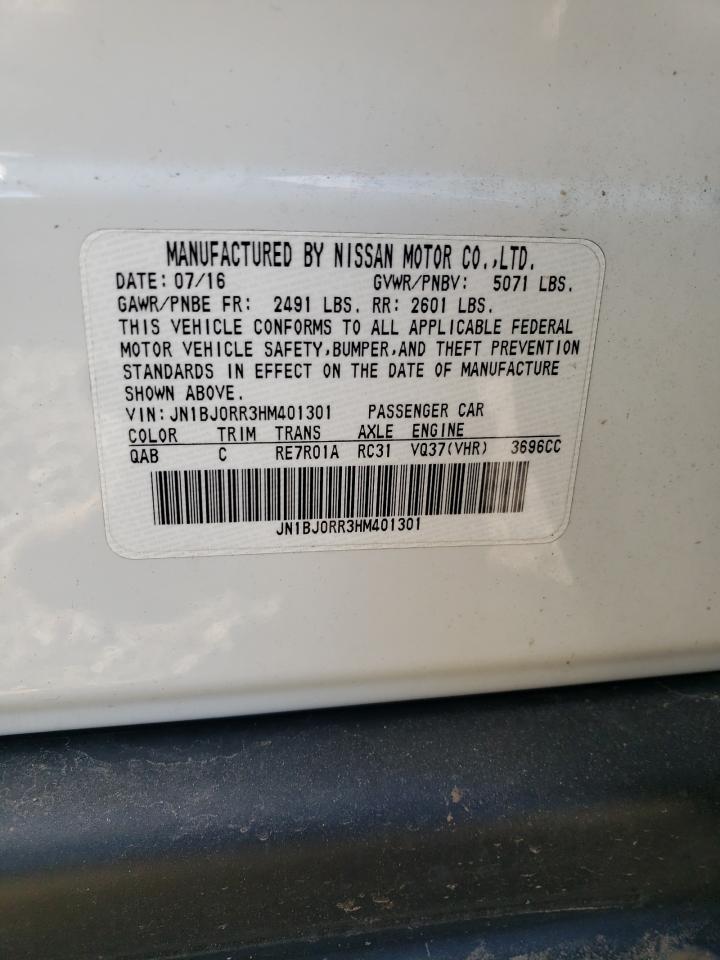 MANUFACTURED BY NISSAN MOTOR CO.,LTD.
DATE: 07/16 GVWR/PNBV: 5071 LBS.
GAWR/PNBE FR: 2491 LBS. RR: 2601 LBS.
THIS VEHICLE CONFORMS TO ALL APPLICABLE FEDERAL
MOTOR VEHICLE SAFETY,BUMPER,AND THEFT PREVENTION
STANDARDS IN EFFECT ON THE DATE OF MANUFACTURE
SHOWN ABOVE.
VIN: JN1BJ0RR3HM401301 PASSENGER CAR
COLOR TRIM TRANS AXLE ENGINE
QAB C RE7R01A RC31 VQ37(VHR) 3696CC
JN1BJ0RR3HM401301